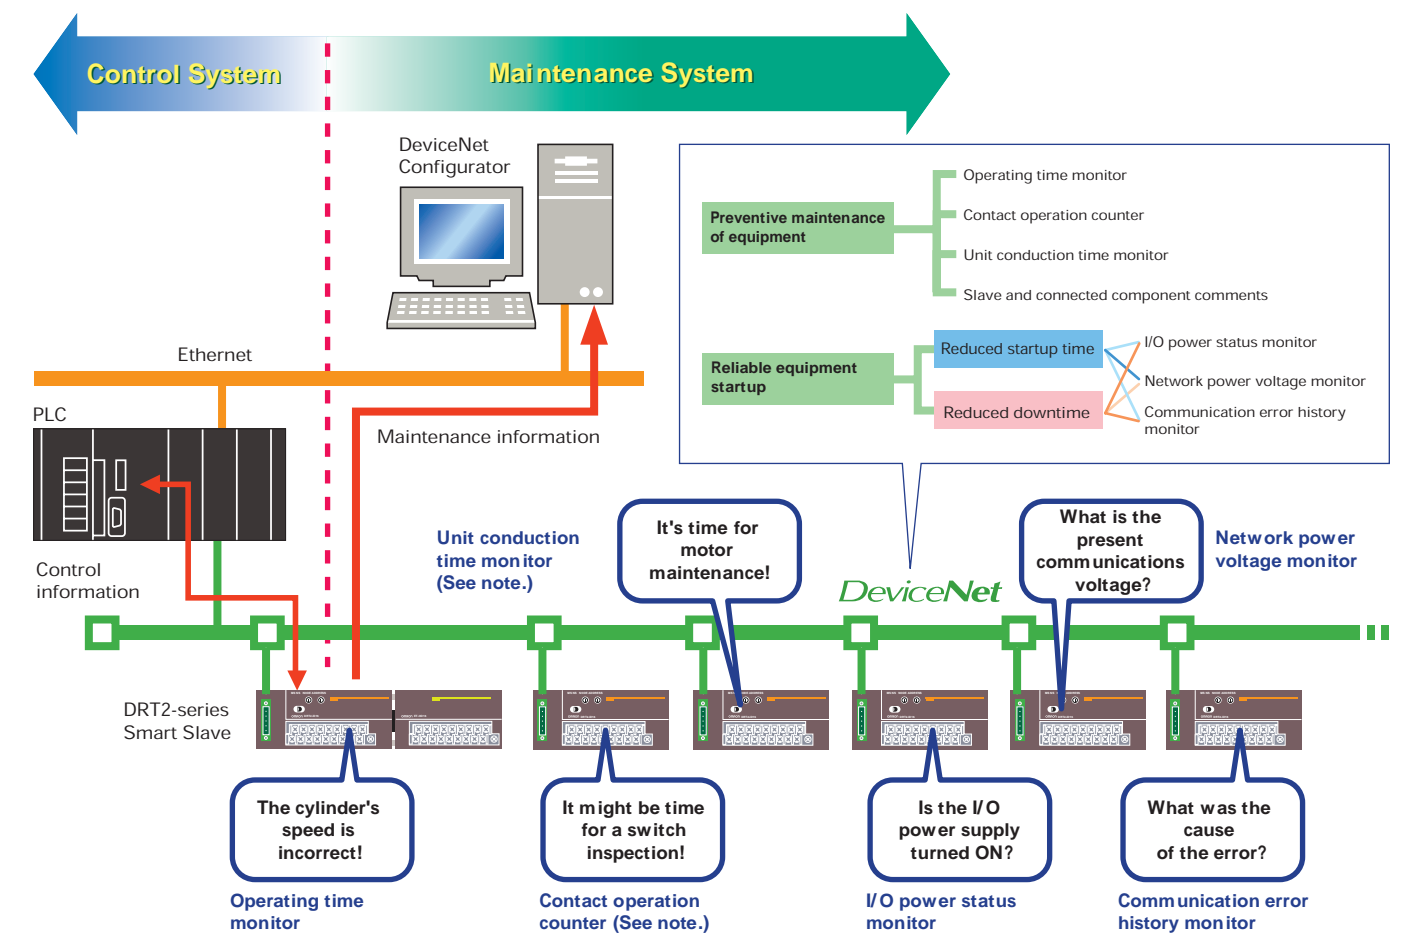 Control System
Maintenance System
DeviceNet
Configurator
Preventive maintenance
of equipment
Operating time monitor
Contact operation counter
Unit conduction time monitor
Slave and connected component comments
Reliable equipment
startup
Reduced startup time
Reduced downtime
I/O power status monitor
Network power voltage monitor
Communication error history
monitor
Ethernet
PLC
Maintenance information
Control
information
Unit conduction
time monitor
(See note.)
It's time for
motor
maintenance!
DeviceNet
What is the
present
communications
voltage?
Network power
voltage monitor
DRT2-series
Smart Slave
The cylinder's
speed is
incorrect!
Operating time
monitor
It might be time
for a switch
inspection!
Contact operation
counter (See note.)
Is the I/O
power supply
turned ON?
I/O power status
monitor
What was the
cause
of the error?
Communication error
history monitor